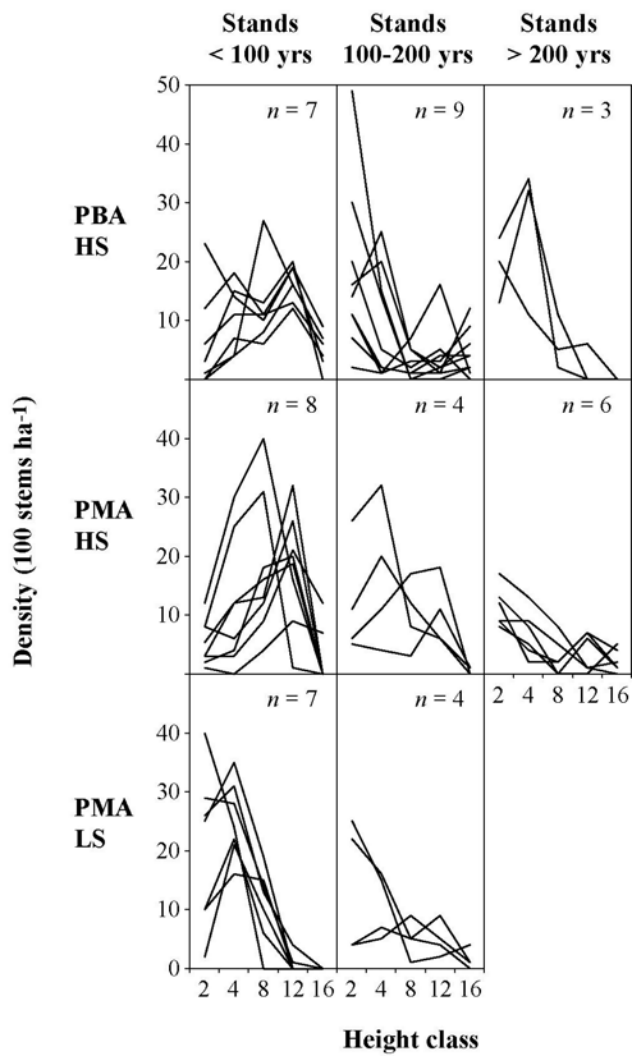 Stands
< 100 yrs
Stands
100-200 yrs
Stands
> 200 yrs
Density (100 stems ha-1)
PBA
HS
50
40
30
20
10
n = 7
n = 9
n = 3
PMA
HS
40
30
20
10
0
n = 8
n = 4
n = 6
2 4 8 12 16
PMA
LS
40
30
20
10
0
n = 7
n = 4
2 4 8 12 16
2 4 8 12 16
Height class